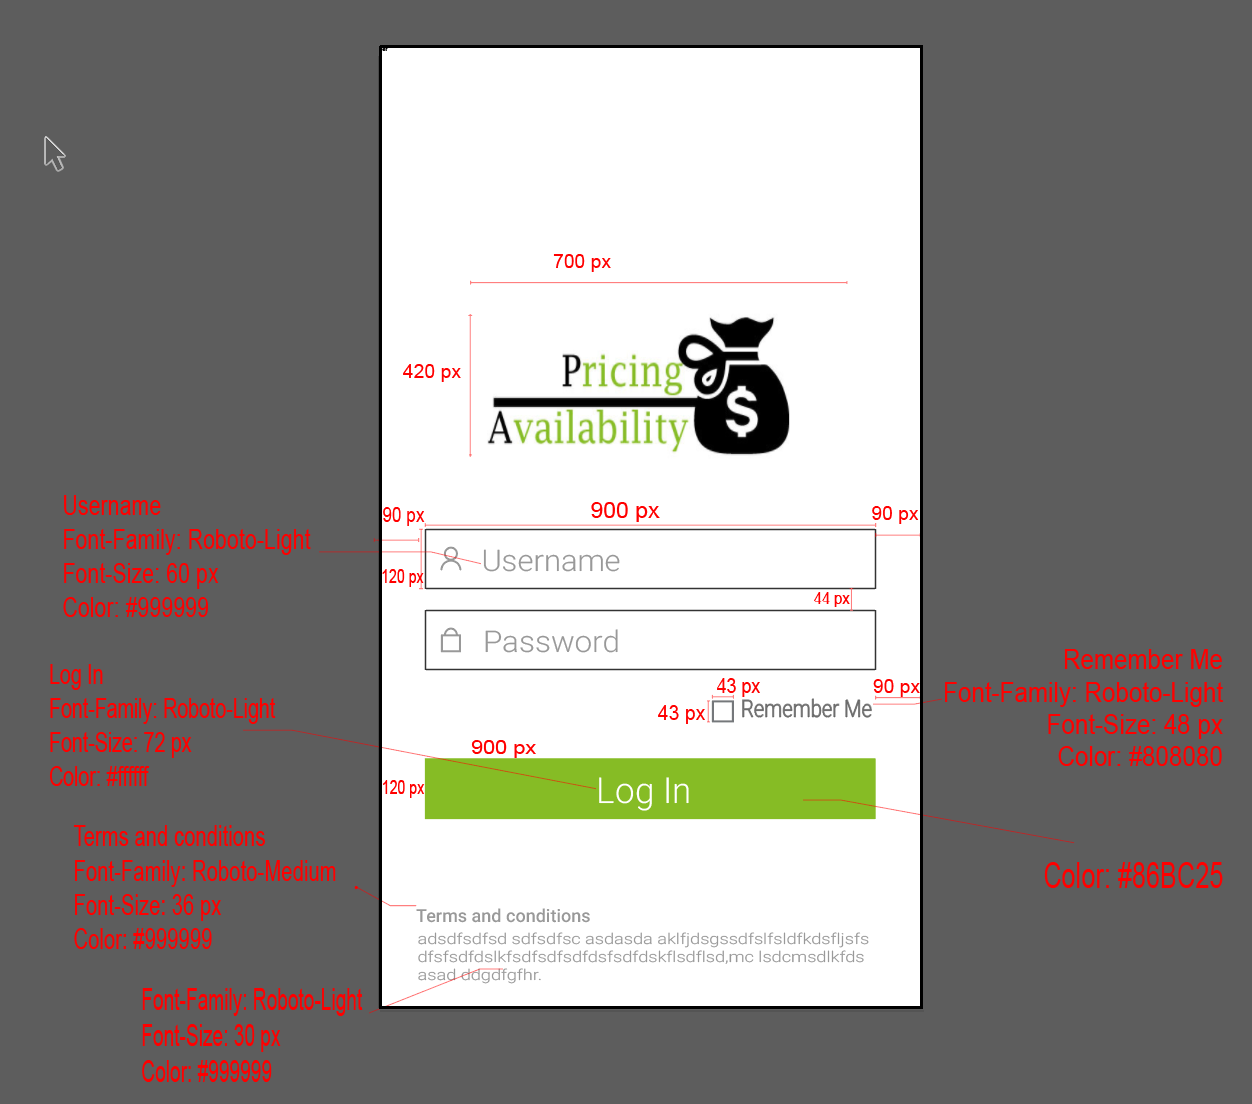 700 px
420 px
Pricing
Availability
$
Username
Font-Family: Roboto-Light
Font-Size: 60 px
Color: #999999
90 px
900 px
90 px
120 px
Username
44 px
Password
Log In
Font-Family: Roboto-Light
Font-Size: 72 px
Color: #ffffff
43 px
90 px
43 px
Remember Me
Remember Me
Font-Family: Roboto-Light
Font-Size: 48 px
Color: #808080
900 px
120 px
Log In
Color: #86BC25
Terms and conditions
Font-Family: Roboto-Medium
Font-Size: 36 px
Color: #999999
Terms and conditions
adsdfsdfsd sdfsdfsc asdasda aklfjdsgssdfslfsldfkdsfljsfs
dfsfsdfdslkfsdfsdfsdfdsfsdfdskflsdflsd,mc lsdcmsdlkfds
asad ddgdfgfhr.
Font-Family: Roboto-Light
Font-Size: 30 px
Color: #999999